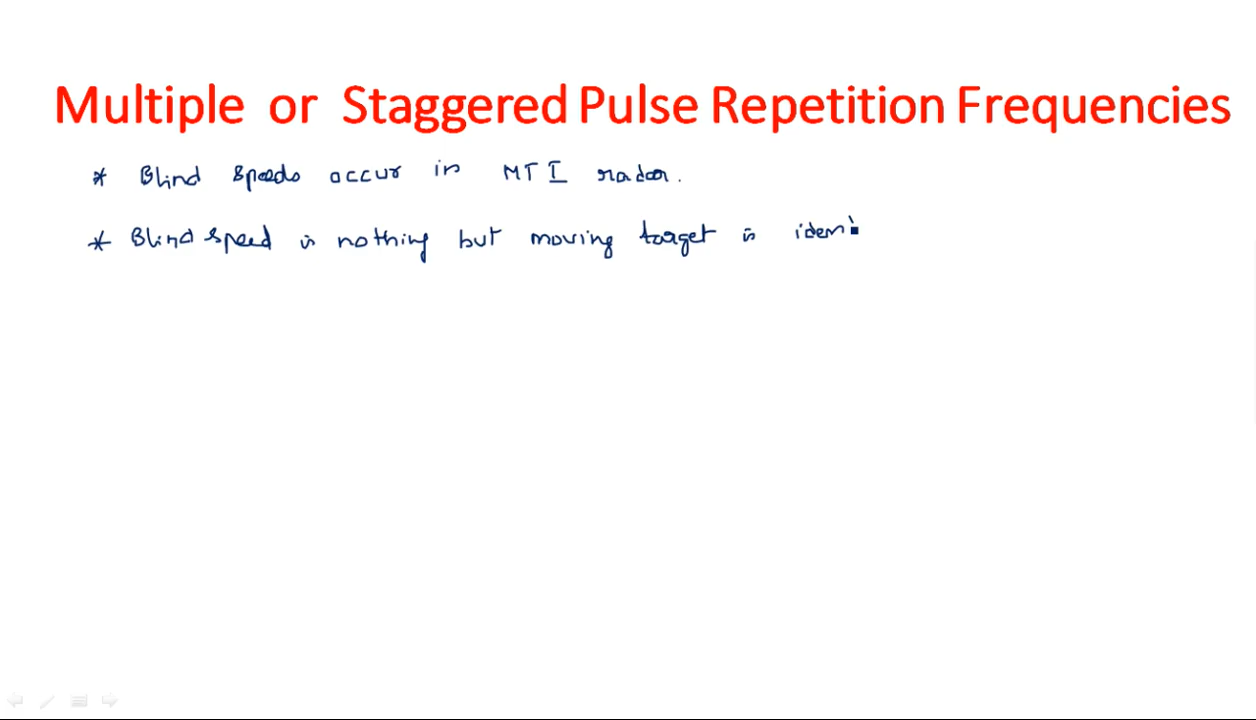 Multiple or Staggered Pulse Repetition Frequencies
* Blind speeds occur in MTI radar.
* Blind speed is nothing but moving target is iden